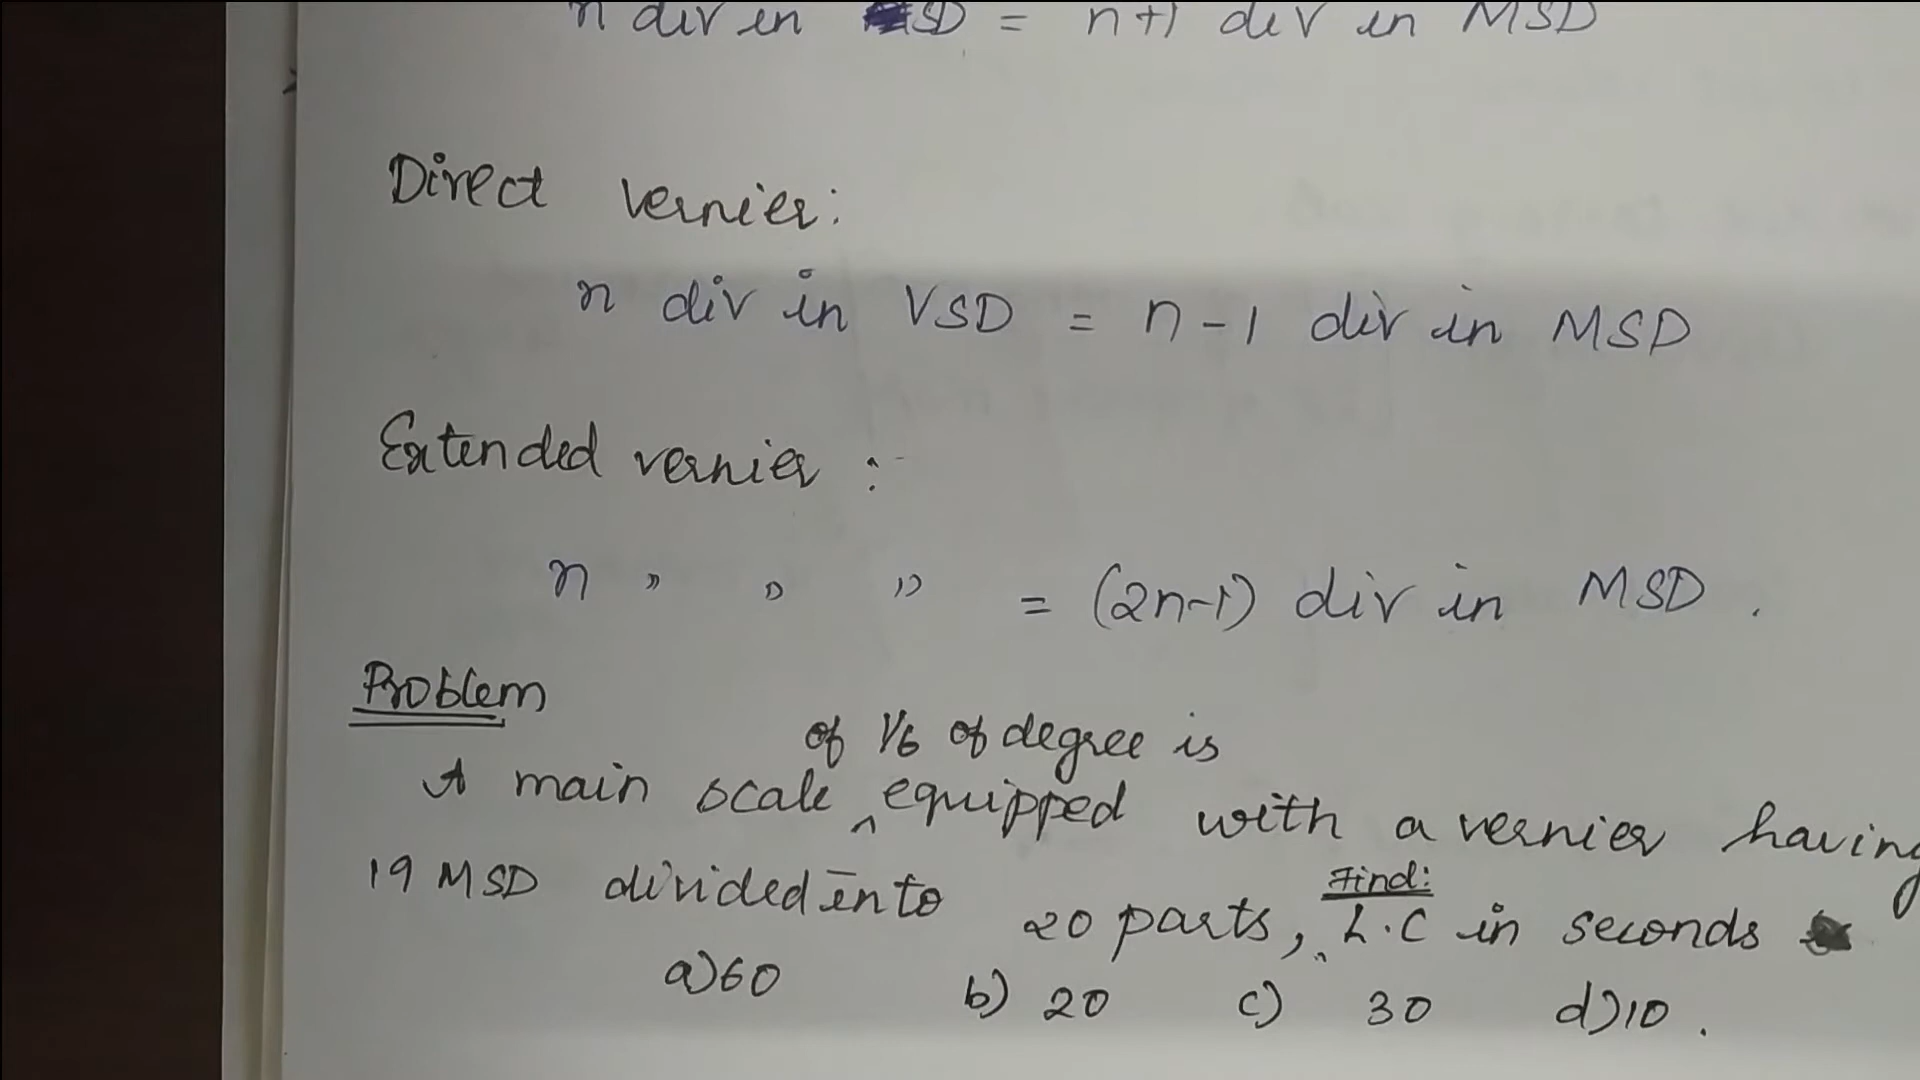 n div in SD = n+1 div in MSD
Direct vernier:
n div in VSD = n-1 div in MSD
Extended vernier:
n " " " = (2n-1) div in MSD.
Problem
of 1/6 of degree is
A main scale ^ equipped with a vernier having
19 MSD divided into 20 parts, Find: L.C in seconds
a) 60 b) 20 c) 30 d) 10.